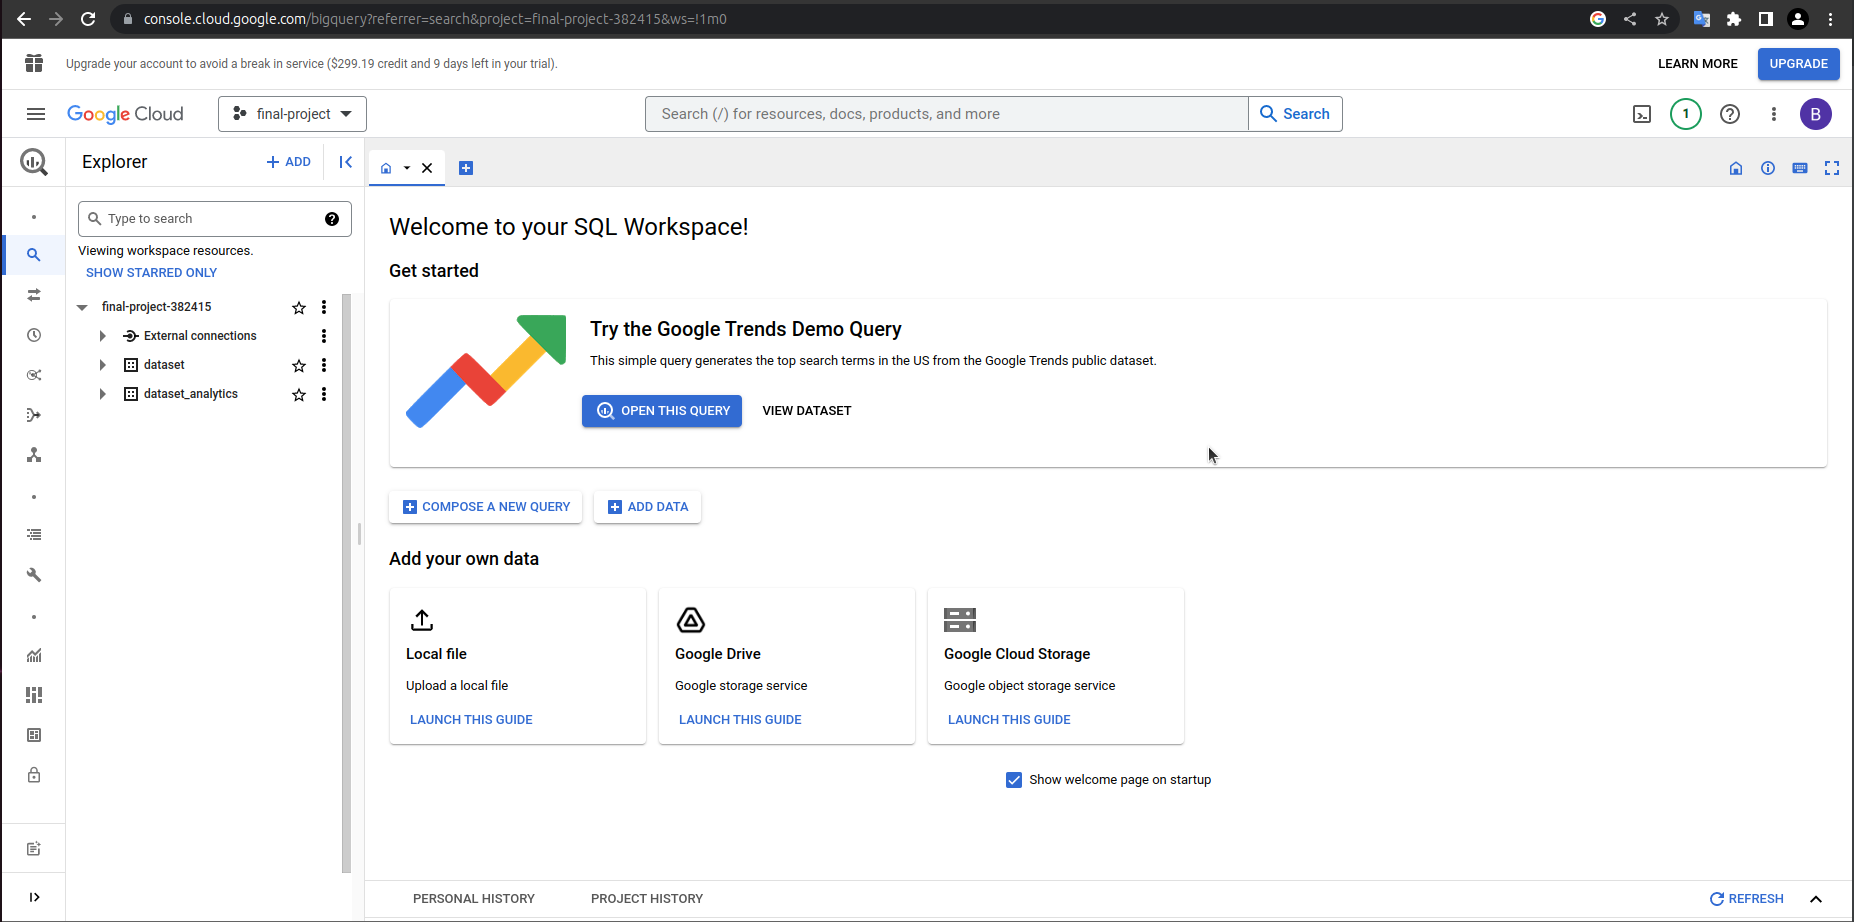 console.cloud.google.com/bigquery?referrer=search&project=final-project-382415&ws=!1m0
Upgrade your account to avoid a break in service ($299.19 credit and 9 days left in your trial).
LEARN MORE
UPGRADE
Google Cloud
final-project
Search (/) for resources, docs, products, and more
Search
1
B
Explorer
ADD
Type to search
Viewing workspace resources.
SHOW STARRED ONLY
final-project-382415
External connections
dataset
dataset_analytics
Welcome to your SQL Workspace!
Get started
Try the Google Trends Demo Query
This simple query generates the top search terms in the US from the Google Trends public dataset.
OPEN THIS QUERY
VIEW DATASET
COMPOSE A NEW QUERY
ADD DATA
Add your own data
Local file
Upload a local file
LAUNCH THIS GUIDE
Google Drive
Google storage service
LAUNCH THIS GUIDE
Google Cloud Storage
Google object storage service
LAUNCH THIS GUIDE
Show welcome page on startup
PERSONAL HISTORY
PROJECT HISTORY
REFRESH